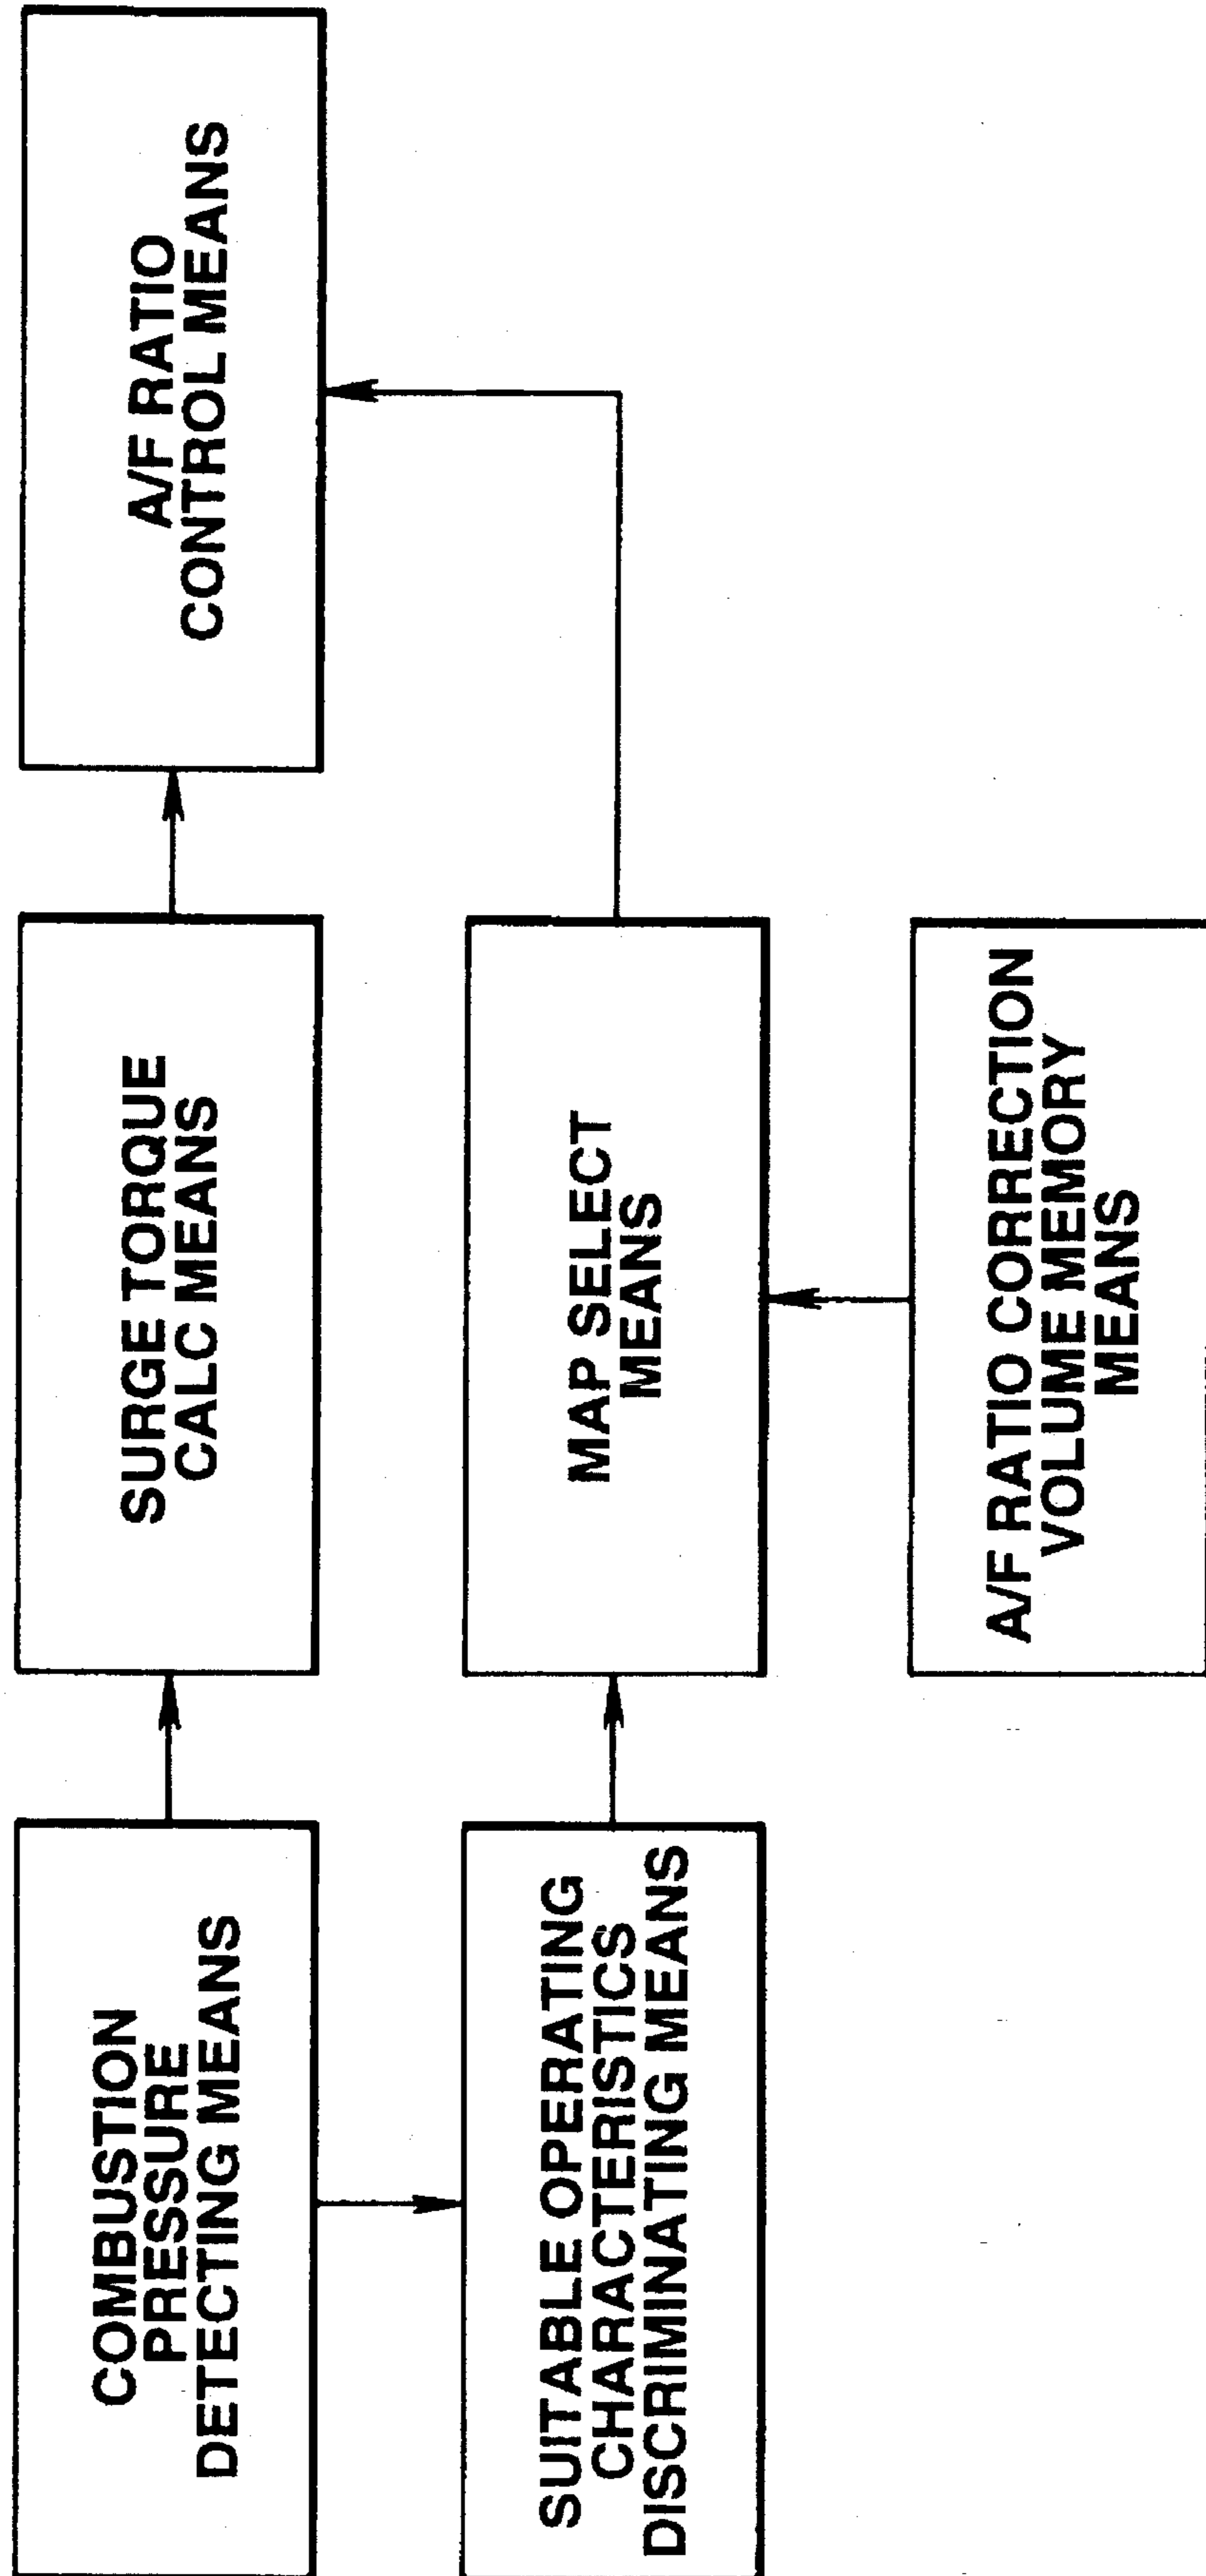 COMBUSTION
PRESSURE
DETECTING MEANS
SURGE TORQUE
CALC MEANS
A/F RATIO
CONTROL MEANS
SUITABLE OPERATING
CHARACTERISTICS
DISCRIMINATING MEANS
MAP SELECT
MEANS
A/F RATIO CORRECTION
VOLUME MEMORY
MEANS